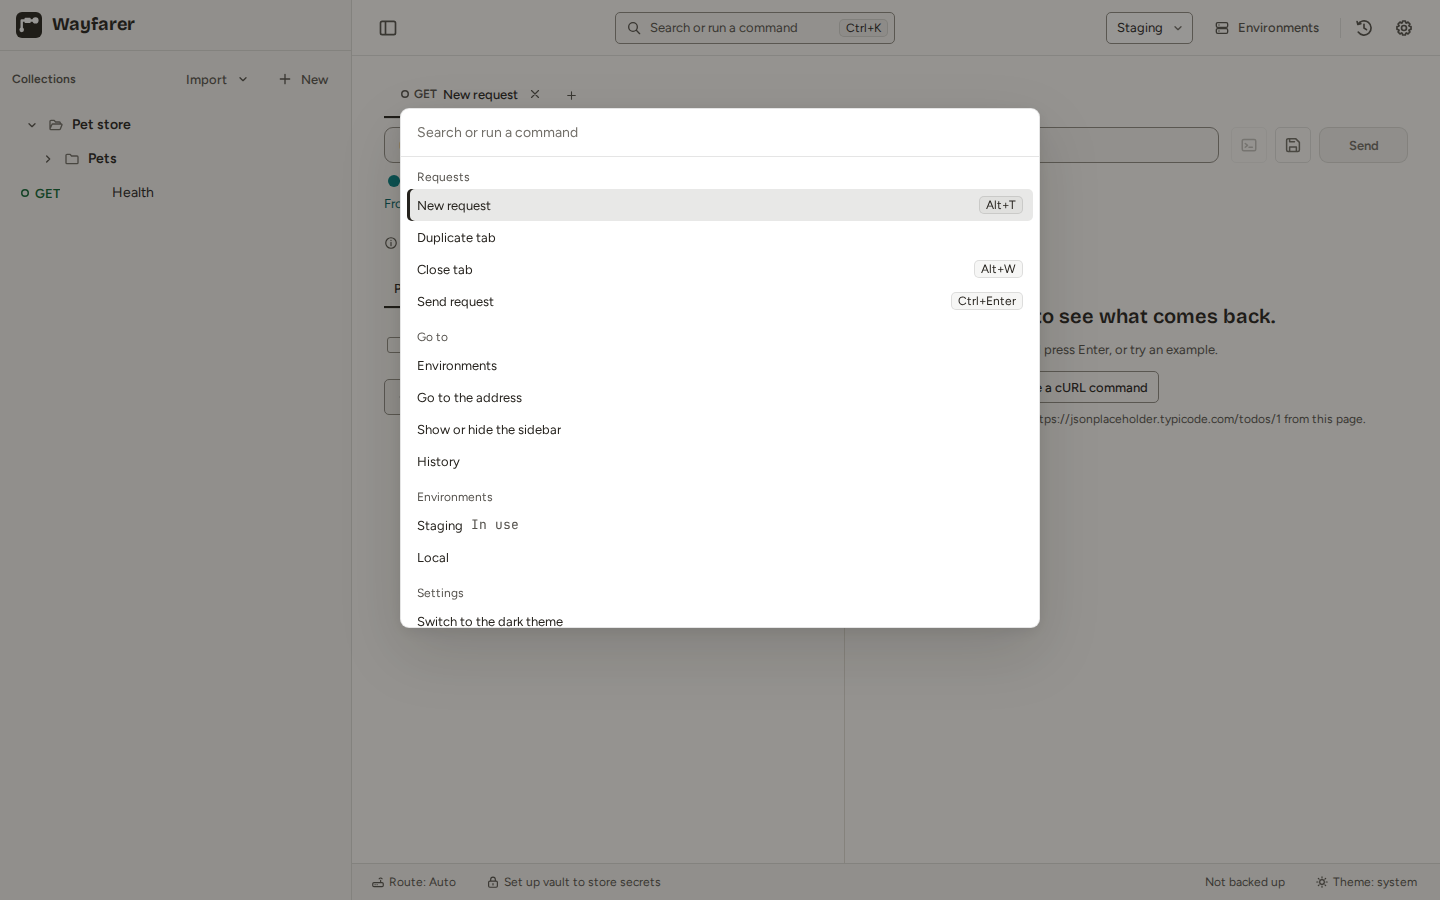 Wayfarer
Search or run a command
Ctrl+K
Staging
Environments
Collections
Import
New
GET New request
Pet store
Pets
GET Health
Send
Search or run a command
Requests
New request Alt+T
Duplicate tab
Close tab Alt+W
Send request Ctrl+Enter
Go to
Environments
Go to the address
Show or hide the sidebar
History
Environments
Staging In use
Local
Settings
Switch to the dark theme
to see what comes back.
press Enter, or try an example.
a cURL command
jsonplaceholder.typicode.com/todos/1 from this page.
Route: Auto
Set up vault to store secrets
Not backed up
Theme: system